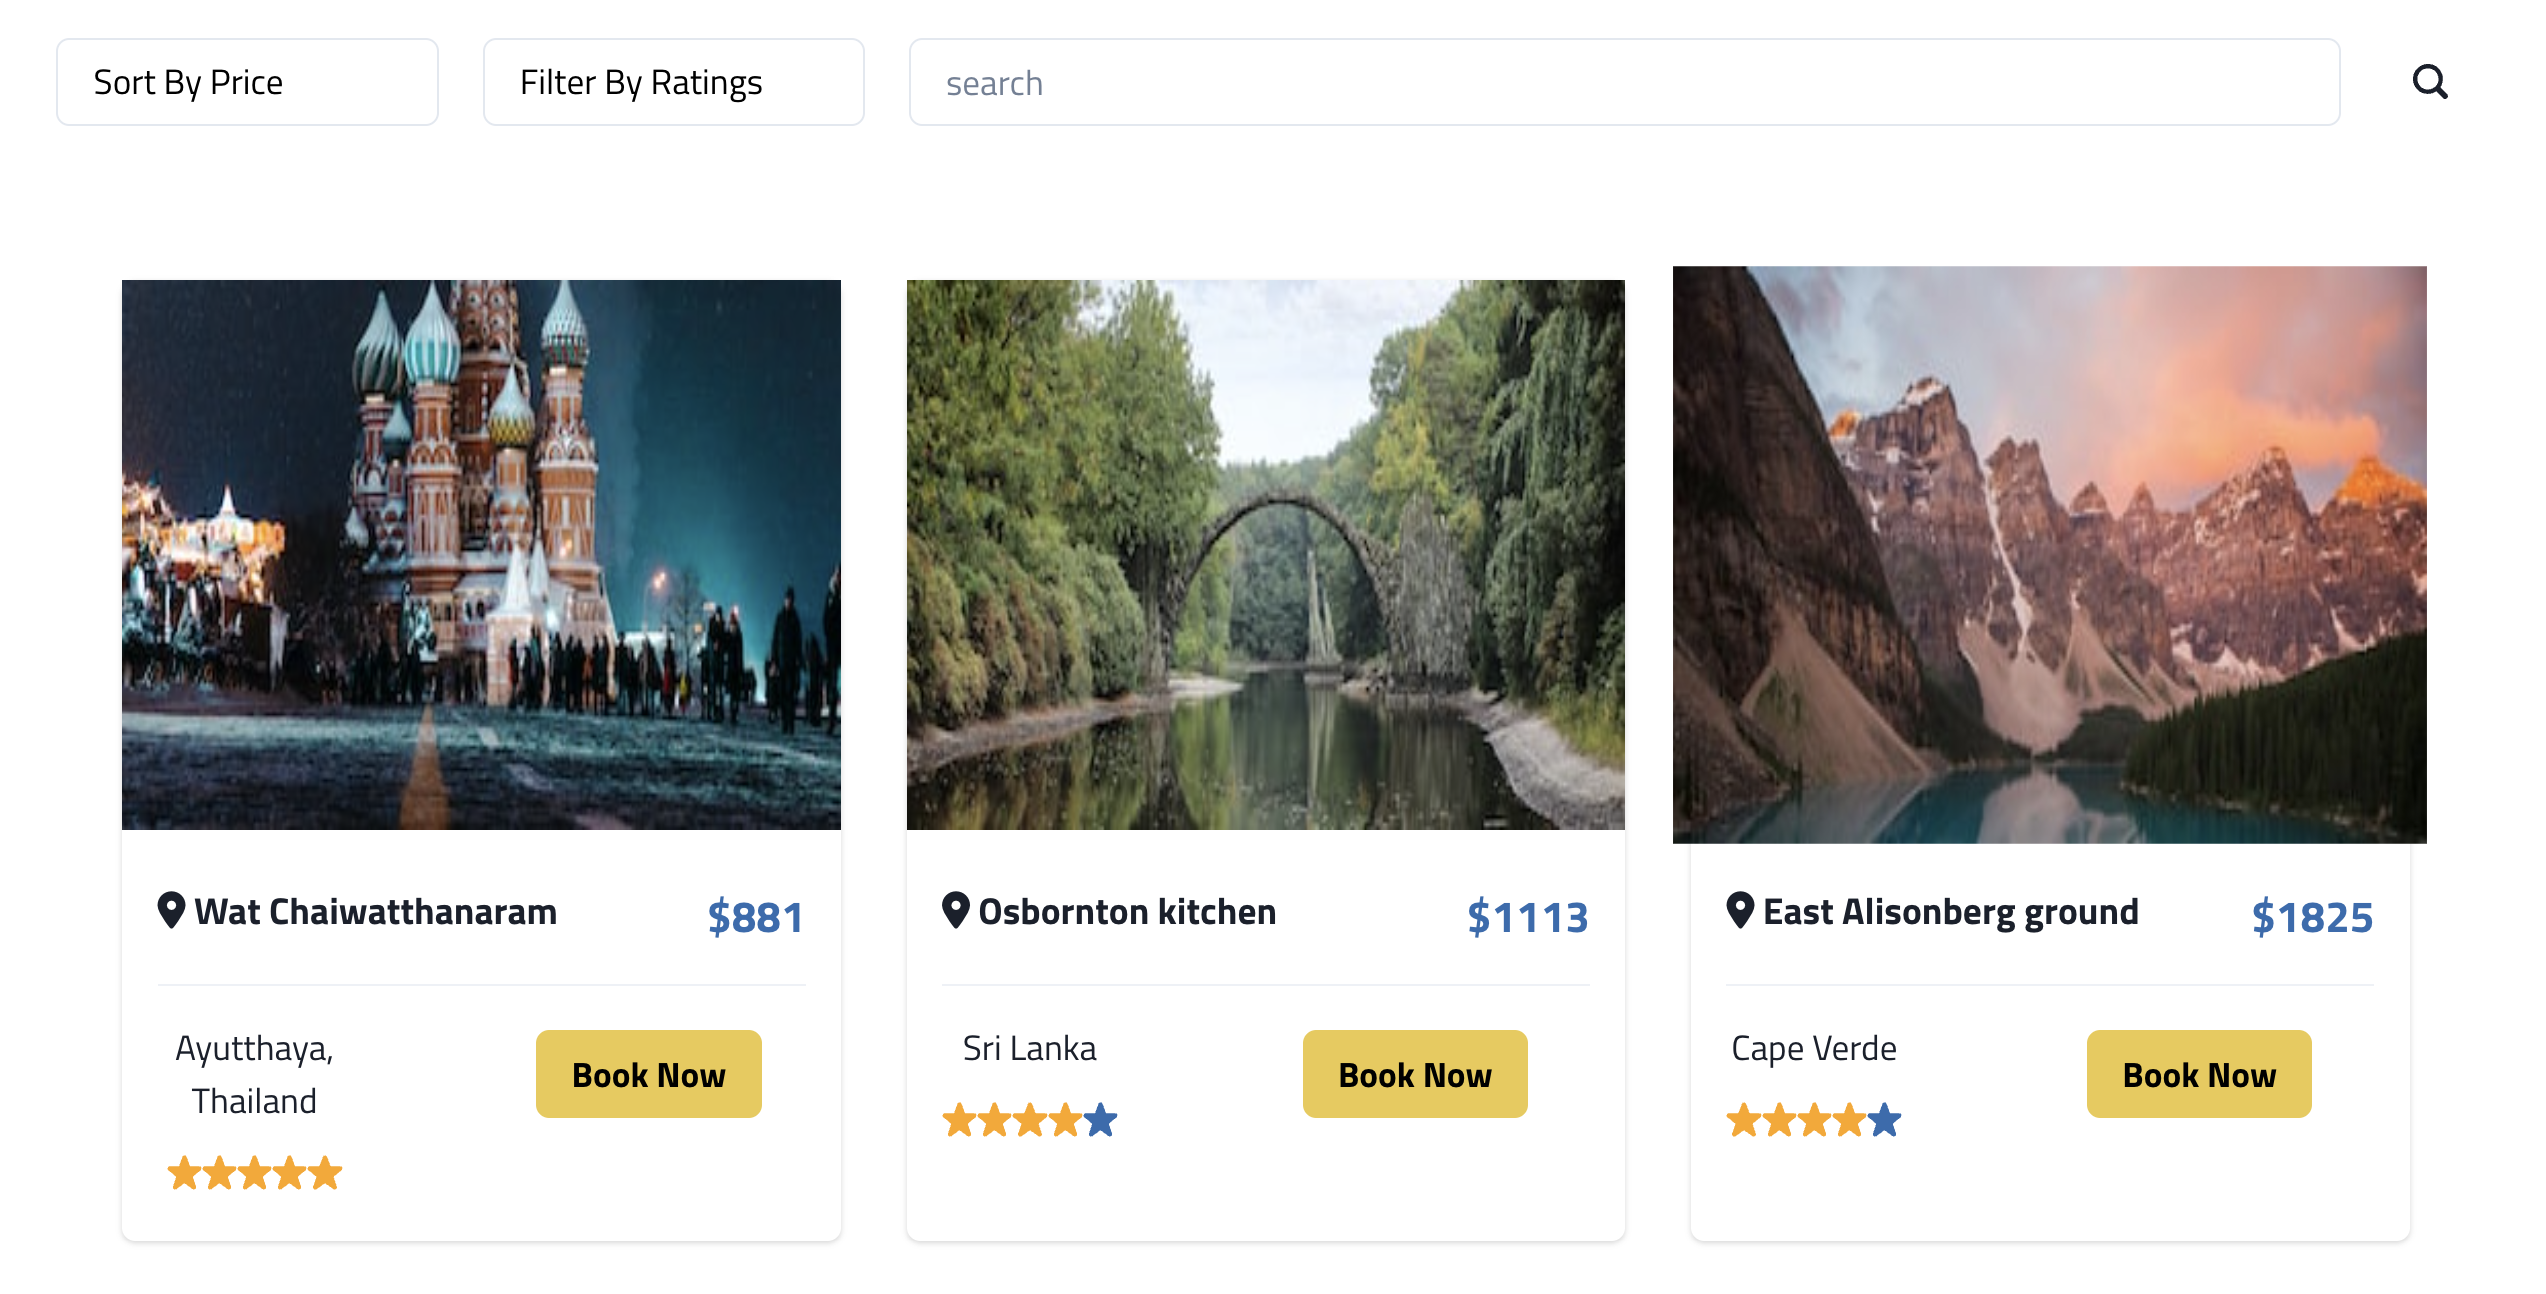 Sort By Price
Filter By Ratings
search
Wat Chaiwatthanaram
$881
Ayutthaya,
Thailand
Book Now
Osbornton kitchen
$1113
Sri Lanka
Book Now
East Alisonberg ground
$1825
Cape Verde
Book Now